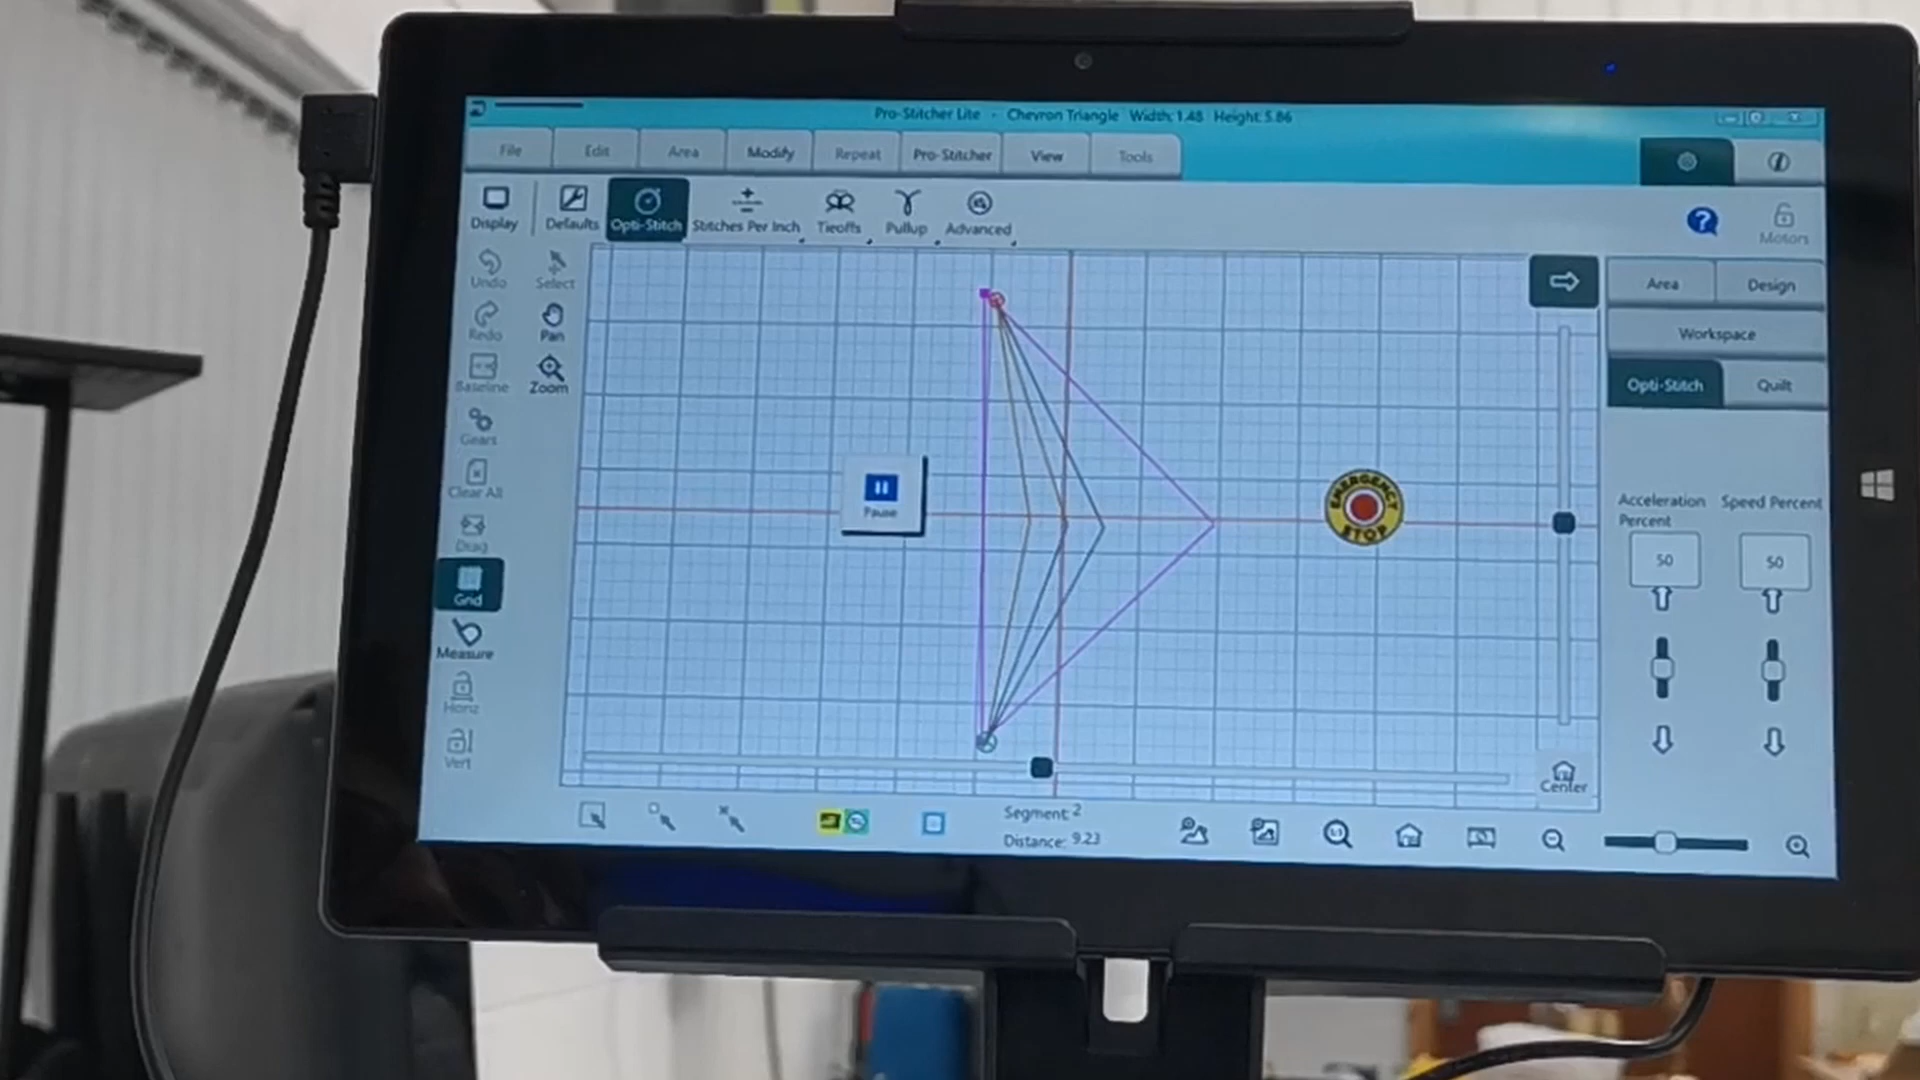 Pro-Stitcher Lite - Chevron Triangle Width: 1.48 Height: 5.86
File Edit Area Modify Repeat Pro-Stitcher View Tools
Display Defaults Opti-Stitch Stitches Per Inch Tieoffs Pullup Advanced
? Motors
Undo Select
Redo Pan
Baseline Zoom
Gears
Clear All
Drag
Grid
Measure
Horiz
Vert
Pause
EMERGENCY STOP
Area Design
Workspace
Opti-Stitch Quilt
Acceleration Percent Speed Percent
50 50
Center
Segment: 2
Distance: 9.23